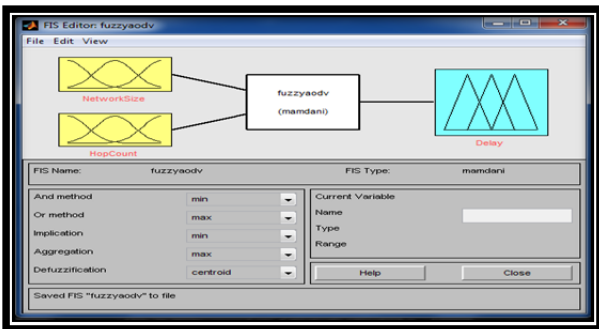 FIS Editor: fuzzyaodv
File Edit View
NetworkSize
HopCount
fuzzyaodv
(mamdani)
Delay
FIS Name: fuzzyaodv FIS Type: mamdani
And method min
Or method max
Implication min
Aggregation max
Defuzzification centroid
Current Variable
Name
Type
Range
Help Close
Saved FIS "fuzzyaodv" to file